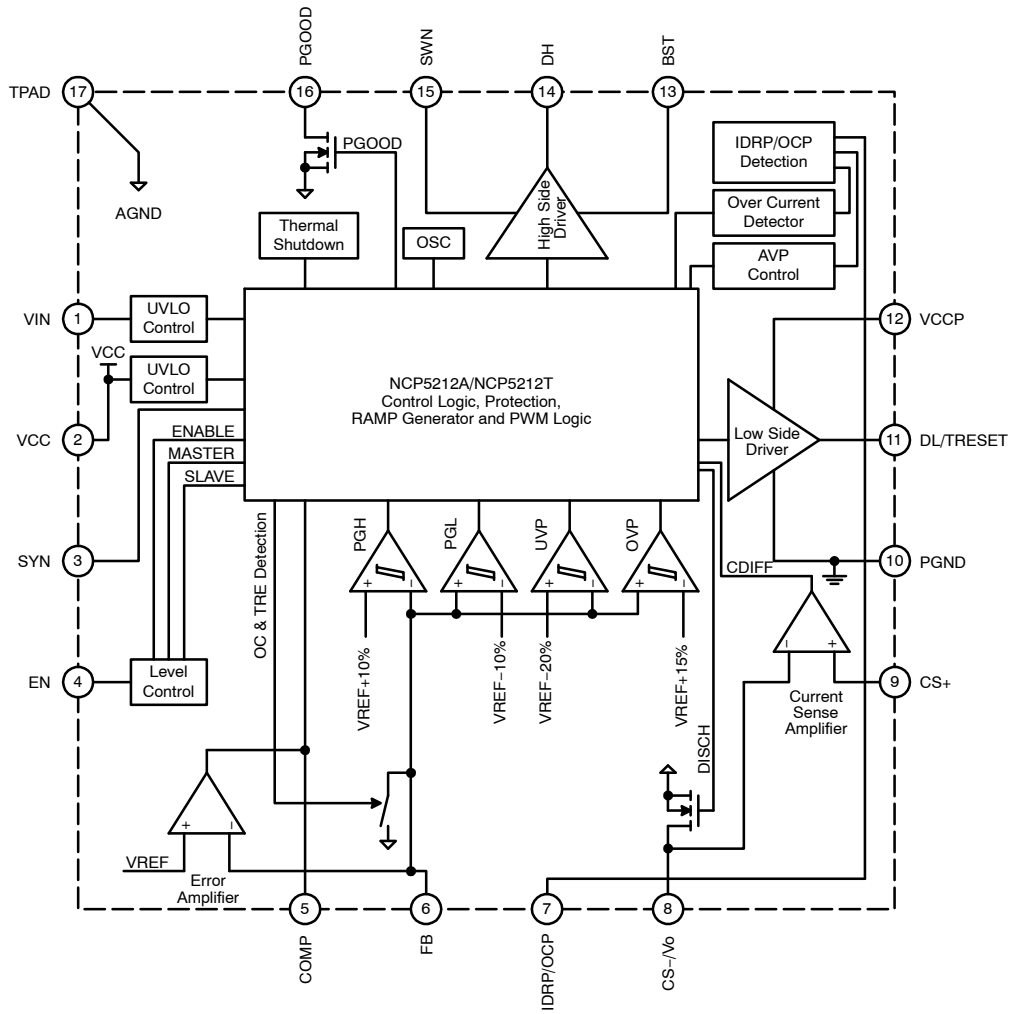 PGOOD
SWN
DH
BST
TPAD
17
16
15
14
13
PGOOD
IDRP/OCP
Detection
AGND
Thermal
Shutdown
OSC
High Side
Driver
Over Current
Detector
AVP
Control
VIN
1
UVLO
Control
12
VCCP
VCC
UVLO
Control
NCP5212A/NCP5212T
Control Logic, Protection,
RAMP Generator and PWM Logic
VCC
2
ENABLE
MASTER
SLAVE
Low Side
Driver
11
DL/TRESET
OC & TRE Detection
PGH
PGL
UVP
OVP
SYN
3
+ −
+ −
+ −
+ −
CDIFF
10
PGND
VREF+10%
VREF−10%
VREF−20%
VREF+15%
− +
EN
4
Level
Control
9
CS+
Current
Sense
Amplifier
DISCH
+ −
VREF
Error
Amplifier
5
6
7
8
COMP
FB
IDRP/OCP
CS−/Vo